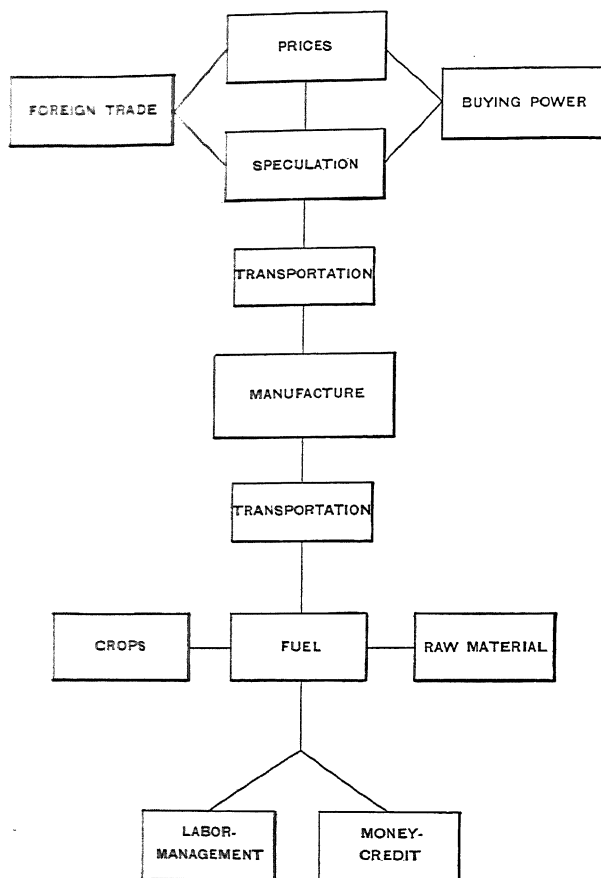 PRICES
FOREIGN TRADE
BUYING POWER
SPECULATION
TRANSPORTATION
MANUFACTURE
TRANSPORTATION
CROPS
FUEL
RAW MATERIAL
LABOR-
MANAGEMENT
MONEY-
CREDIT